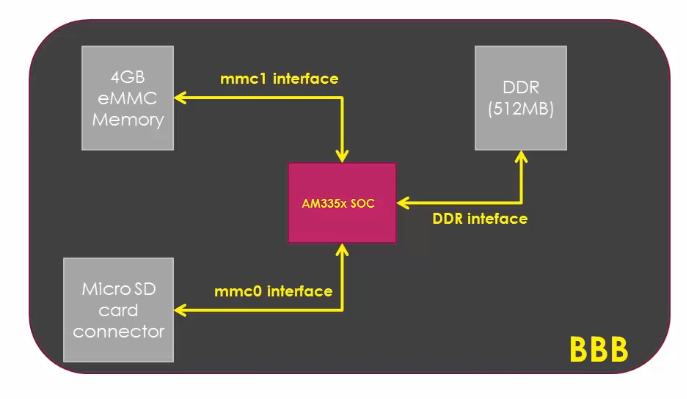 4GB
eMMC
Memory
mmc1 interface
DDR
(512MB)
AM335x SOC
DDR inteface
Micro SD
card
connector
mmc0 interface
BBB